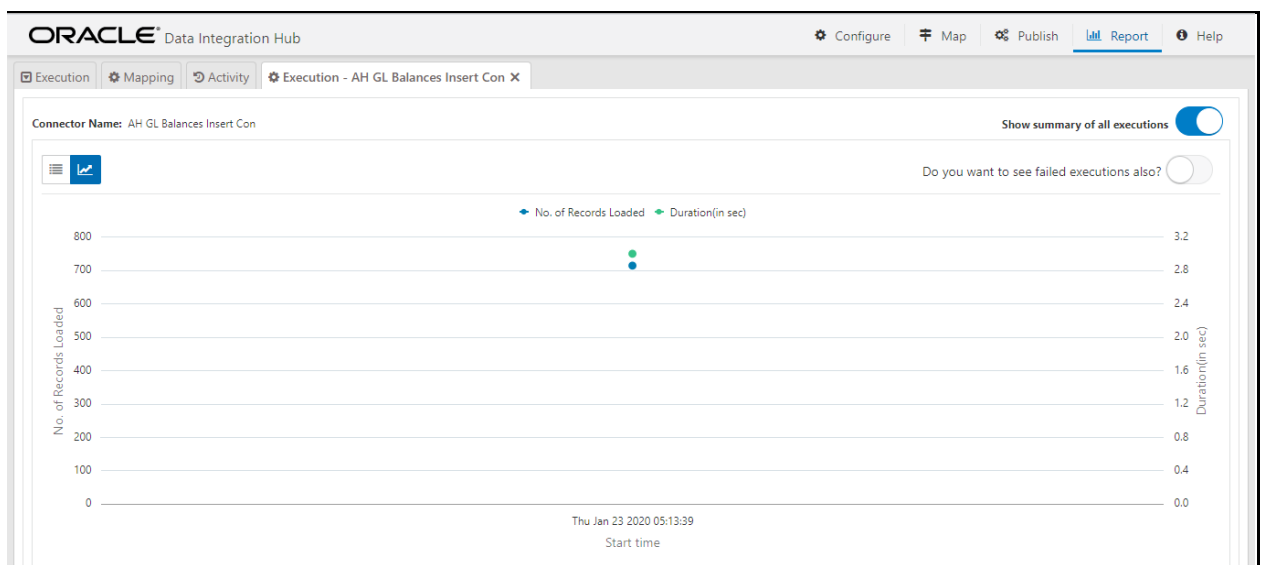 ORACLE® Data Integration Hub
Configure Map Publish Report Help
Execution Mapping Activity Execution - AH GL Balances Insert Con X
Connector Name: AH GL Balances Insert Con
Show summary of all executions
Do you want to see failed executions also?
No. of Records Loaded Duration(in sec)
800 3.2
700 2.8
600 2.4
500 2.0
400 1.6
300 1.2
200 0.8
100 0.4
0 0.0
No. of Records Loaded
Duration(in sec)
Thu Jan 23 2020 05:13:39
Start time